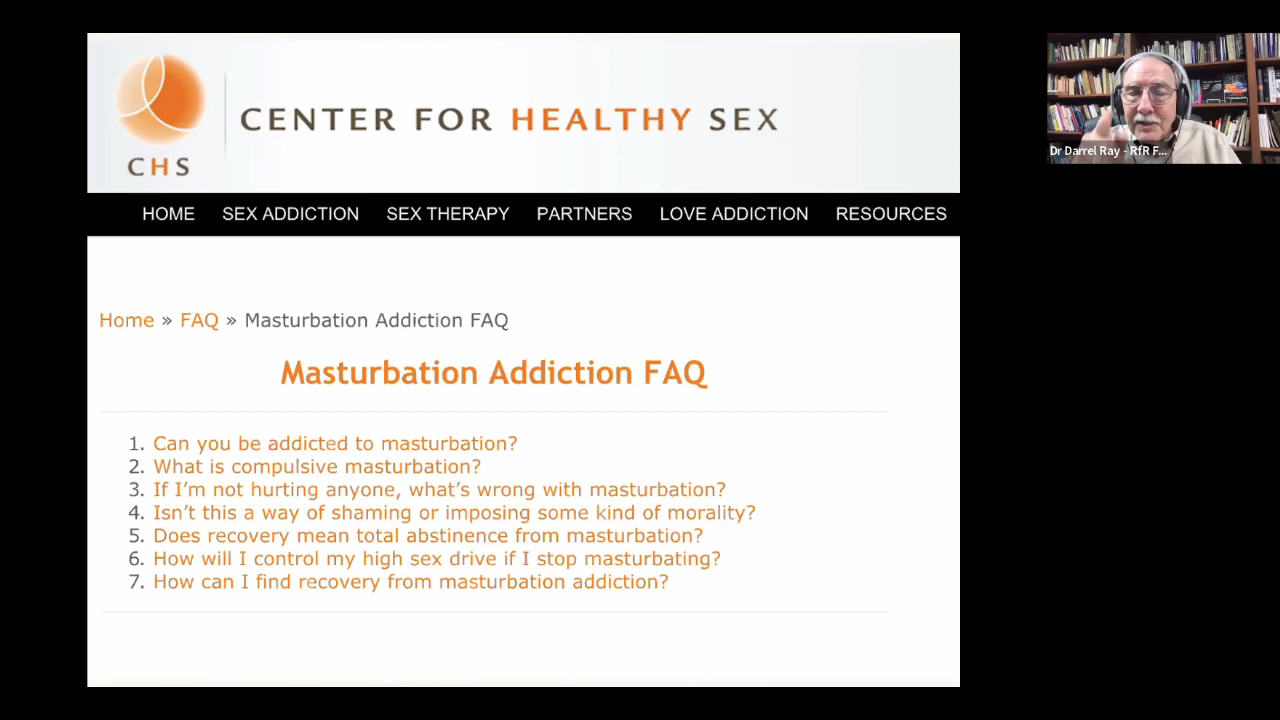 CENTER FOR HEALTHY SEX
CHS
HOME SEX ADDICTION SEX THERAPY PARTNERS LOVE ADDICTION RESOURCES
Home » FAQ » Masturbation Addiction FAQ
Masturbation Addiction FAQ
1. Can you be addicted to masturbation?
2. What is compulsive masturbation?
3. If I'm not hurting anyone, what's wrong with masturbation?
4. Isn't this a way of shaming or imposing some kind of morality?
5. Does recovery mean total abstinence from masturbation?
6. How will I control my high sex drive if I stop masturbating?
7. How can I find recovery from masturbation addiction?
Dr Darrel Ray - RfR F...